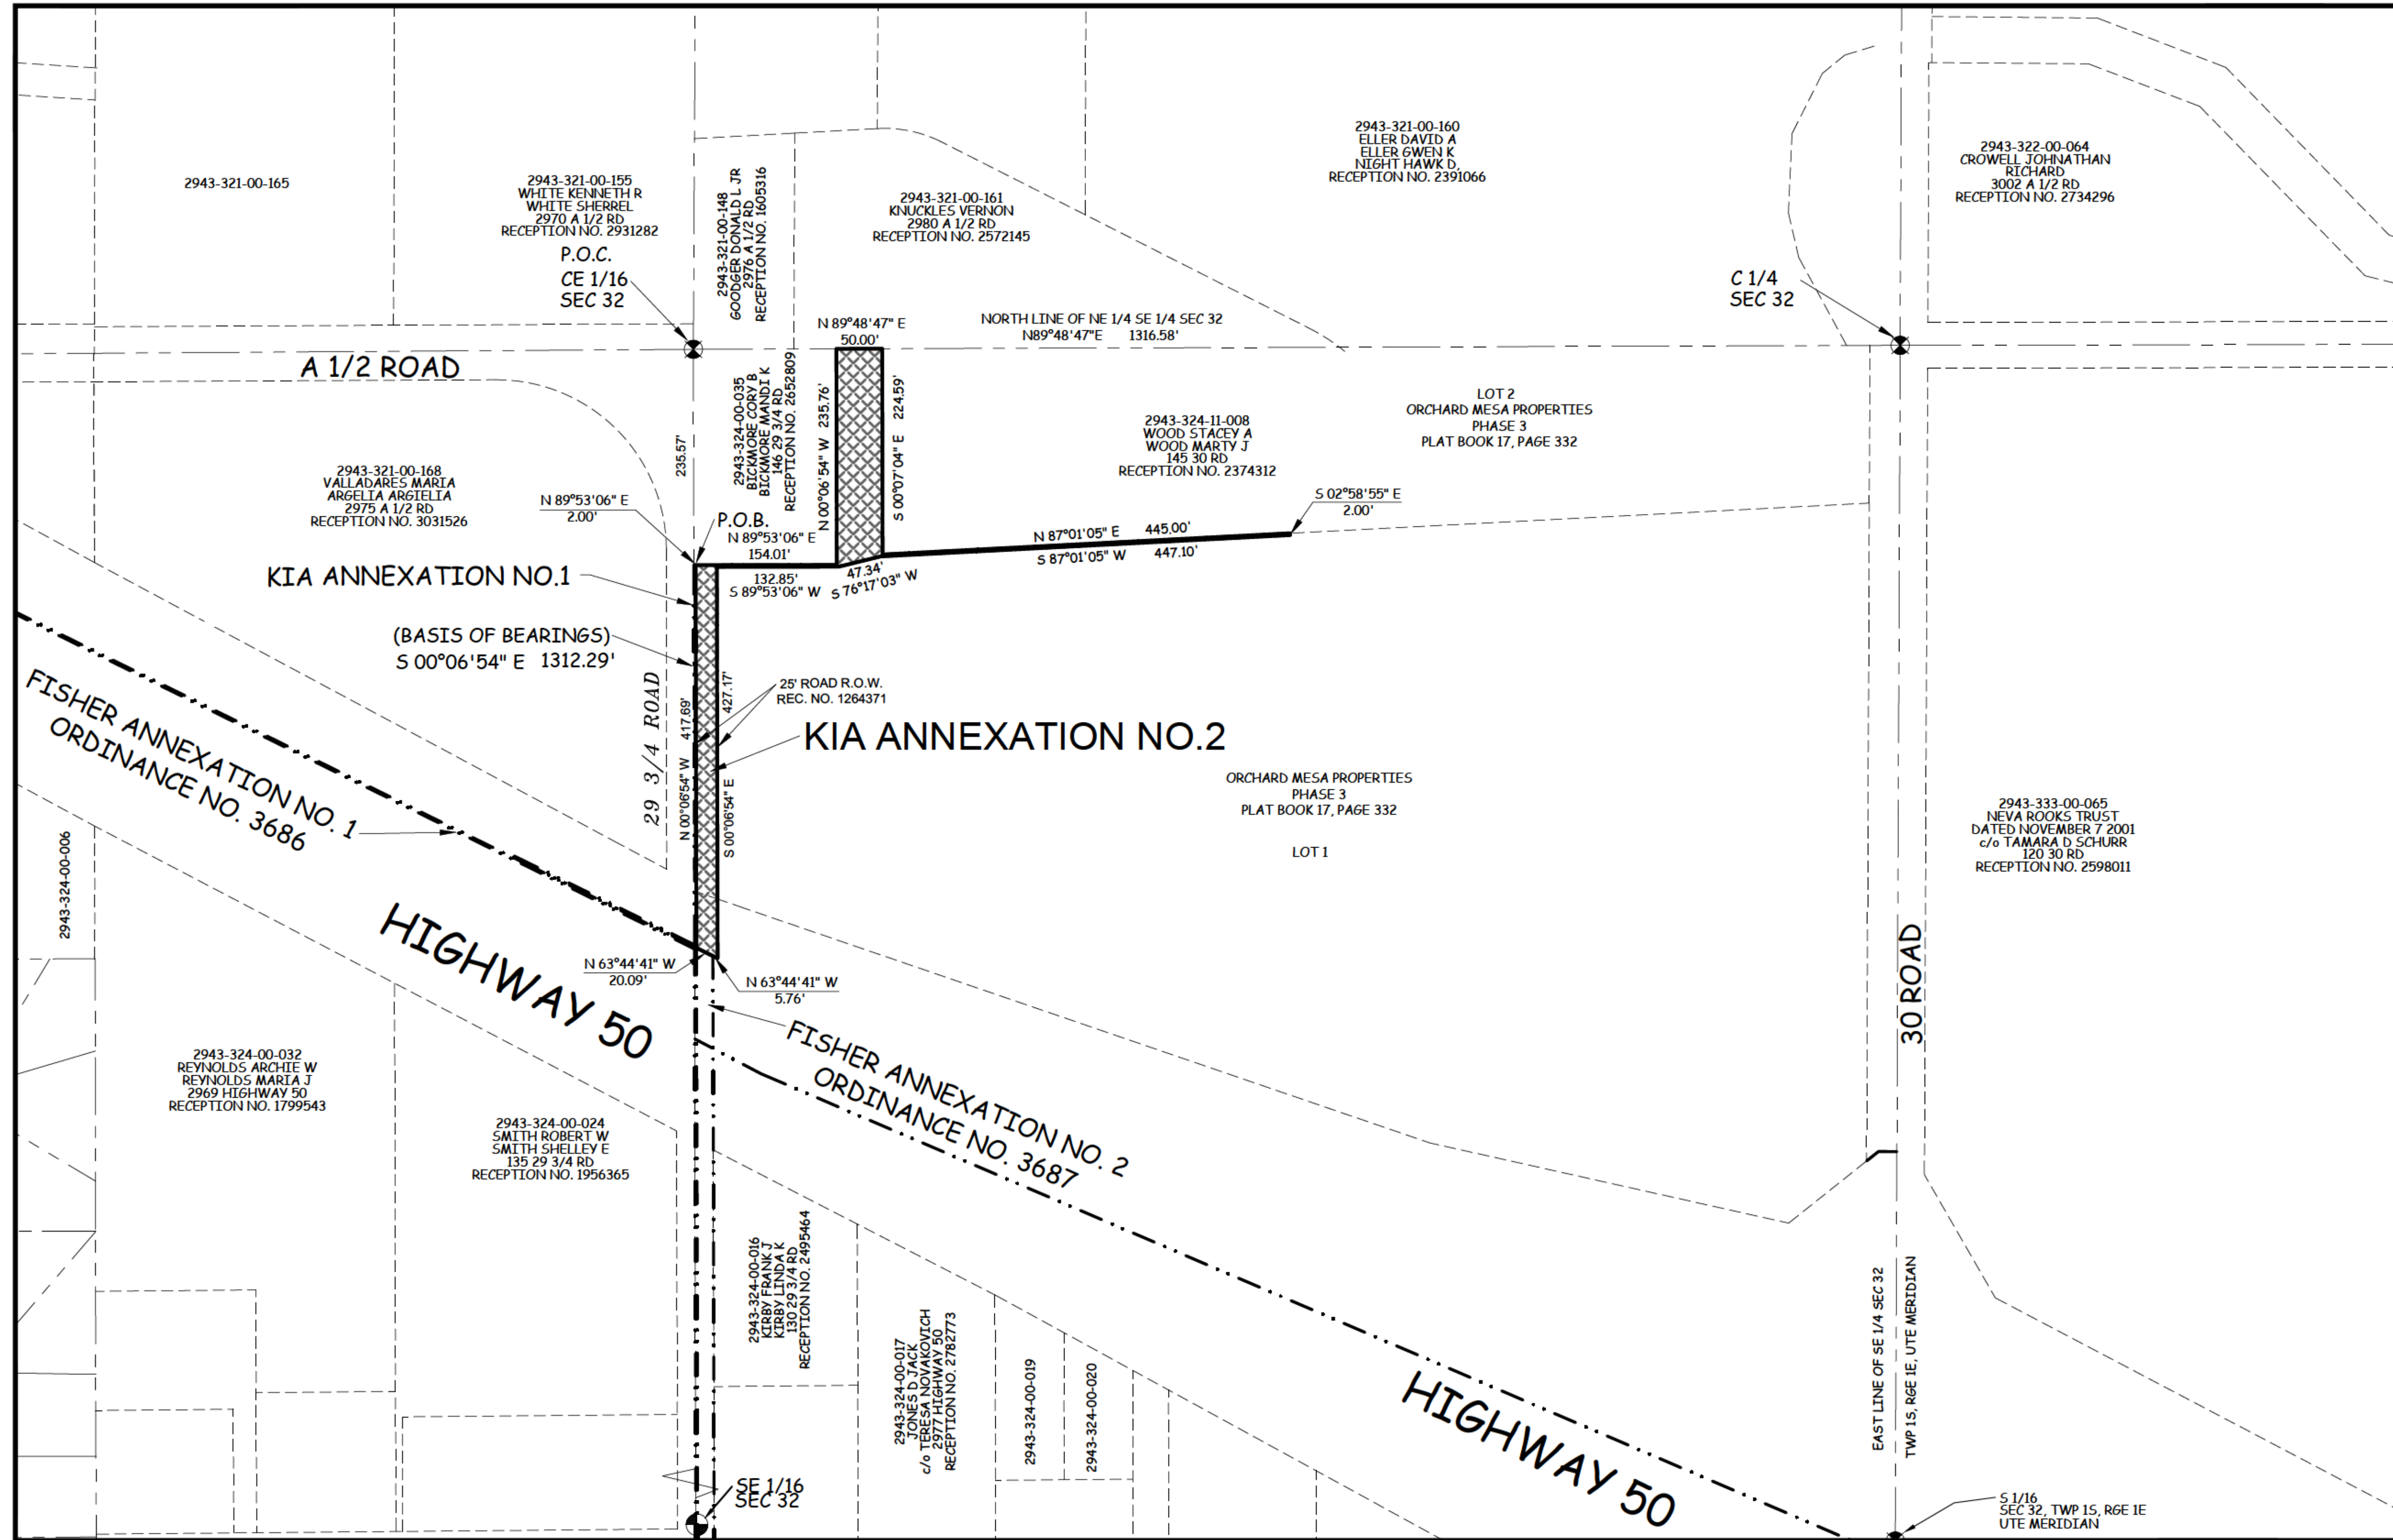 2943-321-00-165
2943-321-00-155
WHITE KENNETH R
WHITE SHERREL
2970 A 1/2 RD
RECEPTION NO. 2931282
P.O.C.
CE 1/16
SEC 32
2943-321-00-148
GOODGER DONALD L JR
2976 A 1/2 RD
RECEPTION NO. 1605316
2943-321-00-161
KNUCKLES VERNON
2980 A 1/2 RD
RECEPTION NO. 2572145
2943-321-00-160
ELLER DAVID A
ELLER GWEN K
NIGHT HAWK D,
RECEPTION NO. 2391066
2943-322-00-064
CROWELL JOHNATHAN
RICHARD
3002 A 1/2 RD
RECEPTION NO. 2734296
C 1/4
SEC 32
N 89°48'47" E
50.00'
NORTH LINE OF NE 1/4 SE 1/4 SEC 32
N89°48'47"E 1316.58'
A 1/2 ROAD
235.57'
2943-324-00-035
BICKMORE CORY B
BICKMORE MANDI K
146 29 3/4 RD
RECEPTION NO. 2652809
N 00°06'54" W 235.76'
S 00°07'04" E 224.59'
2943-324-11-008
WOOD STACEY A
WOOD MARTY J
145 30 RD
RECEPTION NO. 2374312
LOT 2
ORCHARD MESA PROPERTIES
PHASE 3
PLAT BOOK 17, PAGE 332
2943-321-00-168
VALLADARES MARIA
ARGELIA ARGIELIA
2975 A 1/2 RD
RECEPTION NO. 3031526
N 89°53'06" E
2.00'
P.O.B.
N 89°53'06" E
154.01'
132.85'
S 89°53'06" W
47.34'
S 76°17'03" W
N 87°01'05" E 445.00'
S 87°01'05" W 447.10'
S 02°58'55" E
2.00'
KIA ANNEXATION NO.1
(BASIS OF BEARINGS)
S 00°06'54" E 1312.29'
29 3/4 ROAD
N 00°06'54" W 417.69'
427.17'
S 00°06'54" E
25' ROAD R.O.W.
REC. NO. 1264371
KIA ANNEXATION NO.2
ORCHARD MESA PROPERTIES
PHASE 3
PLAT BOOK 17, PAGE 332
LOT 1
2943-333-00-065
NEVA ROOKS TRUST
DATED NOVEMBER 7 2001
c/o TAMARA D SCHURR
120 30 RD
RECEPTION NO. 2598011
FISHER ANNEXATION NO. 1
ORDINANCE NO. 3686
2943-324-00-006
HIGHWAY 50
N 63°44'41" W
20.09'
N 63°44'41" W
5.76'
30 ROAD
FISHER ANNEXATION NO. 2
ORDINANCE NO. 3687
2943-324-00-032
REYNOLDS ARCHIE W
REYNOLDS MARIA J
2969 HIGHWAY 50
RECEPTION NO. 1799543
2943-324-00-024
SMITH ROBERT W
SMITH SHELLEY E
135 29 3/4 RD
RECEPTION NO. 1956365
2943-324-00-016
KIRBY FRANK J
KIRBY LINDA K
130 29 3/4 RD
RECEPTION NO. 2495464
2943-324-00-017
JONES D JACK
c/o TERESA NOVAKOVICH
2977 HIGHWAY 50
RECEPTION NO. 2782773
2943-324-00-019
2943-324-00-020
HIGHWAY 50
EAST LINE OF SE 1/4 SEC 32
TWP 1S, RGE 1E, UTE MERIDIAN
SE 1/16
SEC 32
S 1/16
SEC 32, TWP 1S, RGE 1E
UTE MERIDIAN